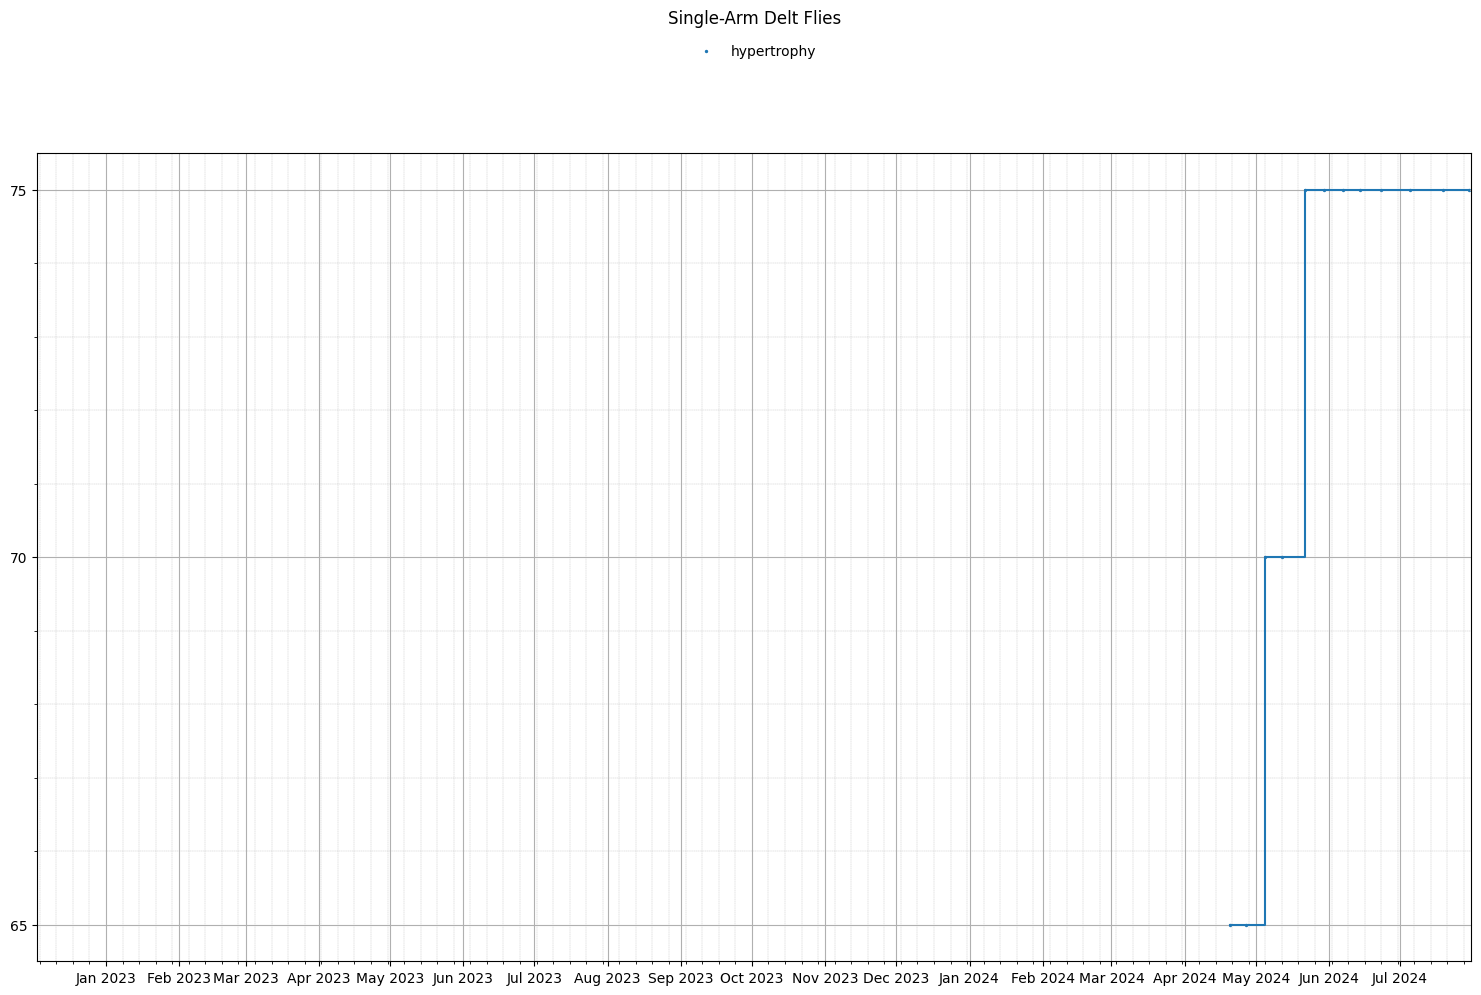 Single-Arm Delt Flies
hypertrophy
75
70
65
Jan 2023 Feb 2023 Mar 2023 Apr 2023 May 2023 Jun 2023 Jul 2023 Aug 2023 Sep 2023 Oct 2023 Nov 2023 Dec 2023 Jan 2024 Feb 2024 Mar 2024 Apr 2024 May 2024 Jun 2024 Jul 2024